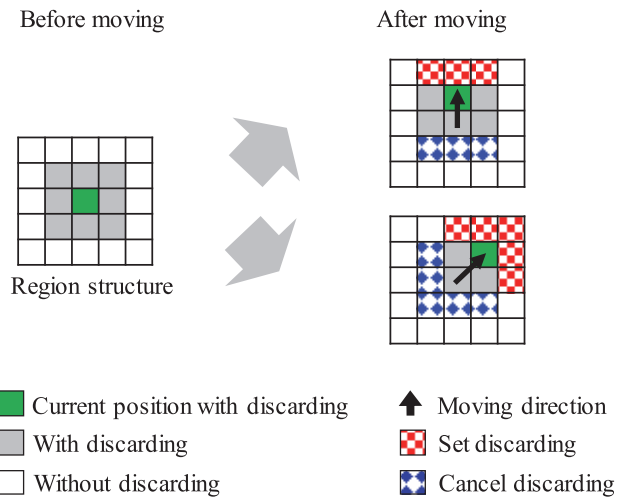 Before moving
After moving
Region structure
Current position with discarding
With discarding
Without discarding
Moving direction
Set discarding
Cancel discarding